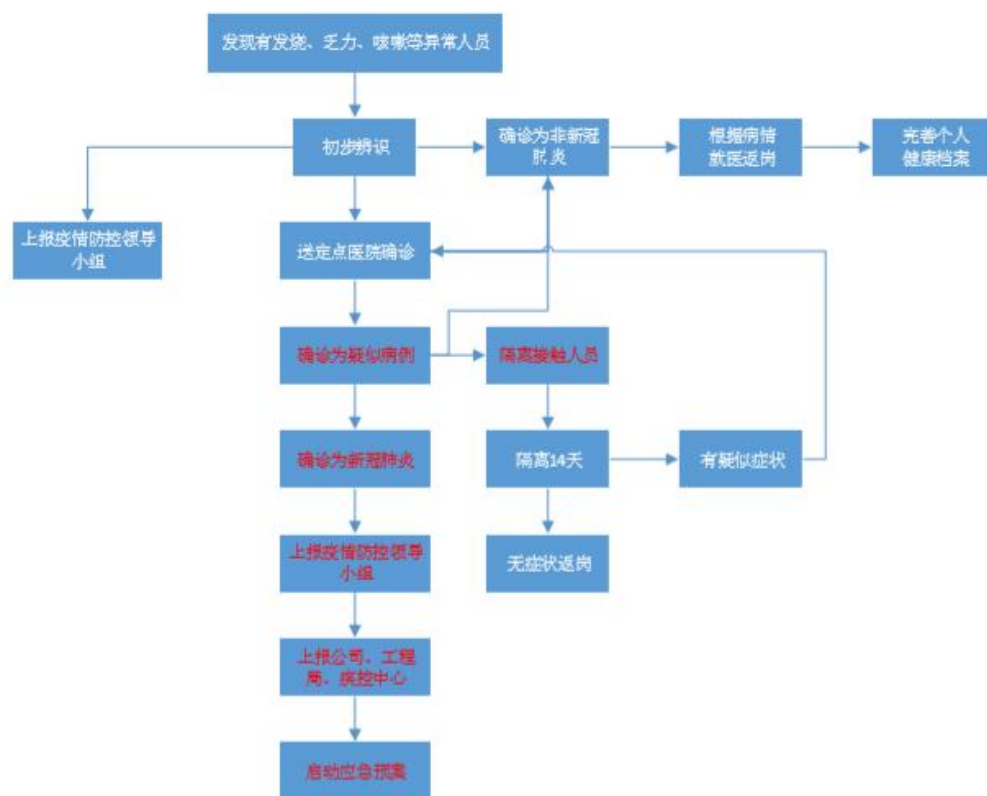 发现有发烧、乏力、咳嗽等异常人员
初步辨识
确诊为非新冠
肺炎
根据病情
就医返岗
完善个人
健康档案
上报疫情防控领导
小组
送定点医院确诊
确诊为疑似病例
隔离接触人员
确诊为新冠肺炎
隔离14天
有疑似症状
上报疫情防控领导
小组
无症状返岗
上报公司、工程
局、疾控中心
启动应急预案